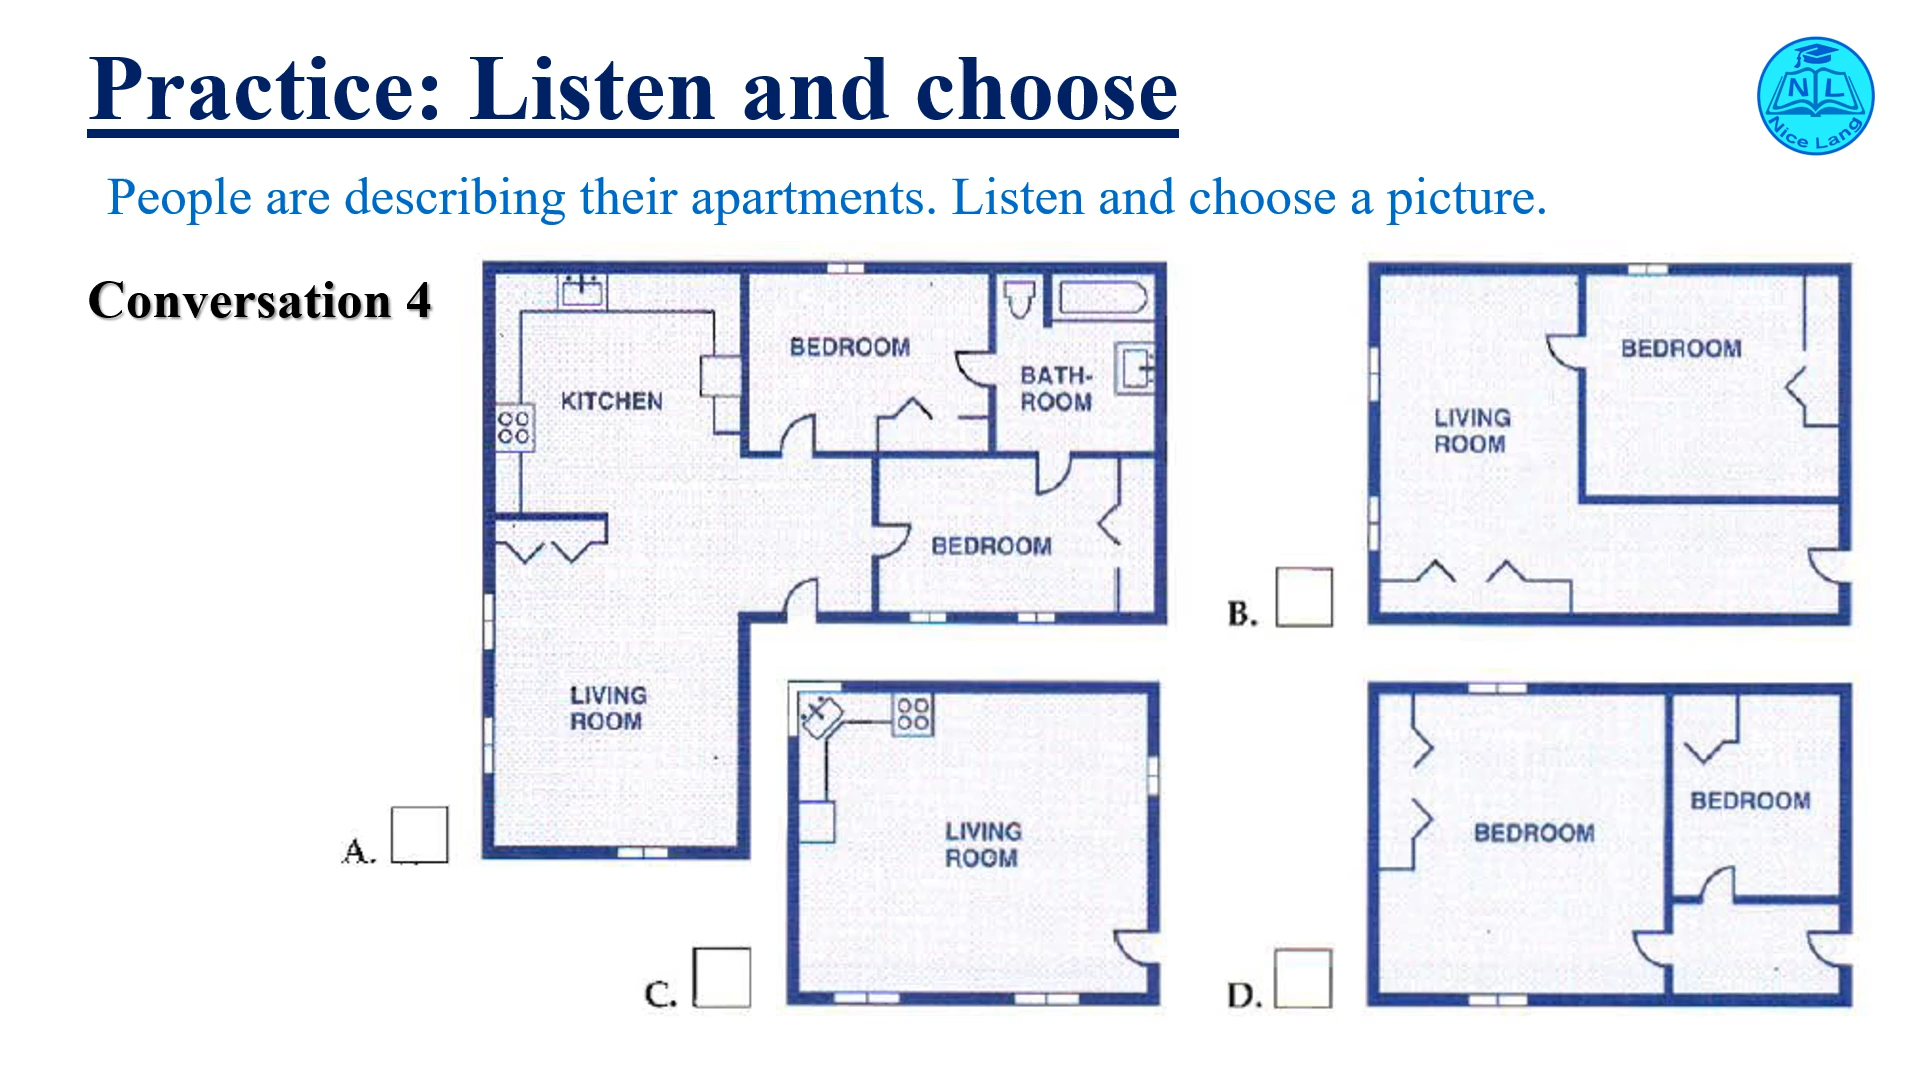 Practice: Listen and choose
N L
Nice Lang
People are describing their apartments. Listen and choose a picture.
Conversation 4
KITCHEN
BEDROOM
BATH-
ROOM
BEDROOM
LIVING
ROOM
A.
LIVING
ROOM
BEDROOM
B.
LIVING
ROOM
C.
BEDROOM
BEDROOM
D.